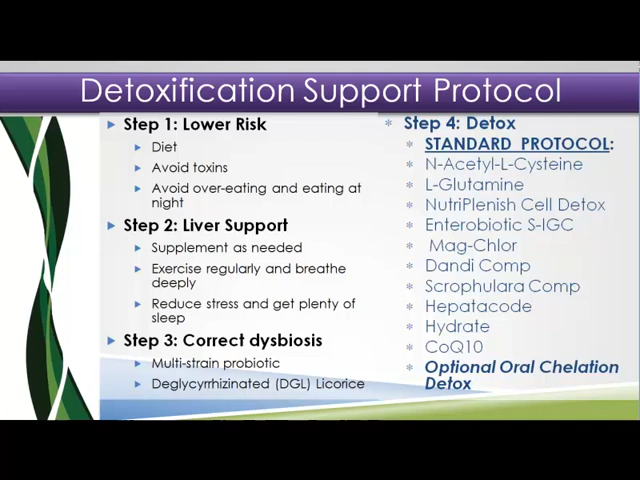 Detoxification Support Protocol
Step 1: Lower Risk
Diet
Avoid toxins
Avoid over-eating and eating at
night
Step 2: Liver Support
Supplement as needed
Exercise regularly and breathe
deeply
Reduce stress and get plenty of
sleep
Step 3: Correct dysbiosis
Multi-strain probiotic
Deglycyrrhizinated (DGL) Licorice
Step 4: Detox
STANDARD PROTOCOL:
N-Acetyl-L-Cysteine
L-Glutamine
NutriPlenish Cell Detox
Enterobiotic S-IGC
Mag-Chlor
Dandi Comp
Scrophulara Comp
Hepatacode
Hydrate
CoQ10
Optional Oral Chelation
Detox